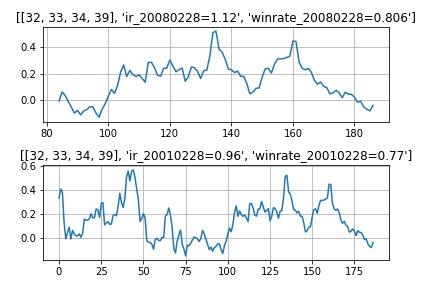 [[32, 33, 34, 39], 'ir_20080228=1.12', 'winrate_20080228=0.806']
0.4
0.2
0.0
80 100 120 140 160 180
[[32, 33, 34, 39], 'ir_20010228=0.96', 'winrate_20010228=0.77']
0.6
0.4
0.2
0.0
0 25 50 75 100 125 150 175